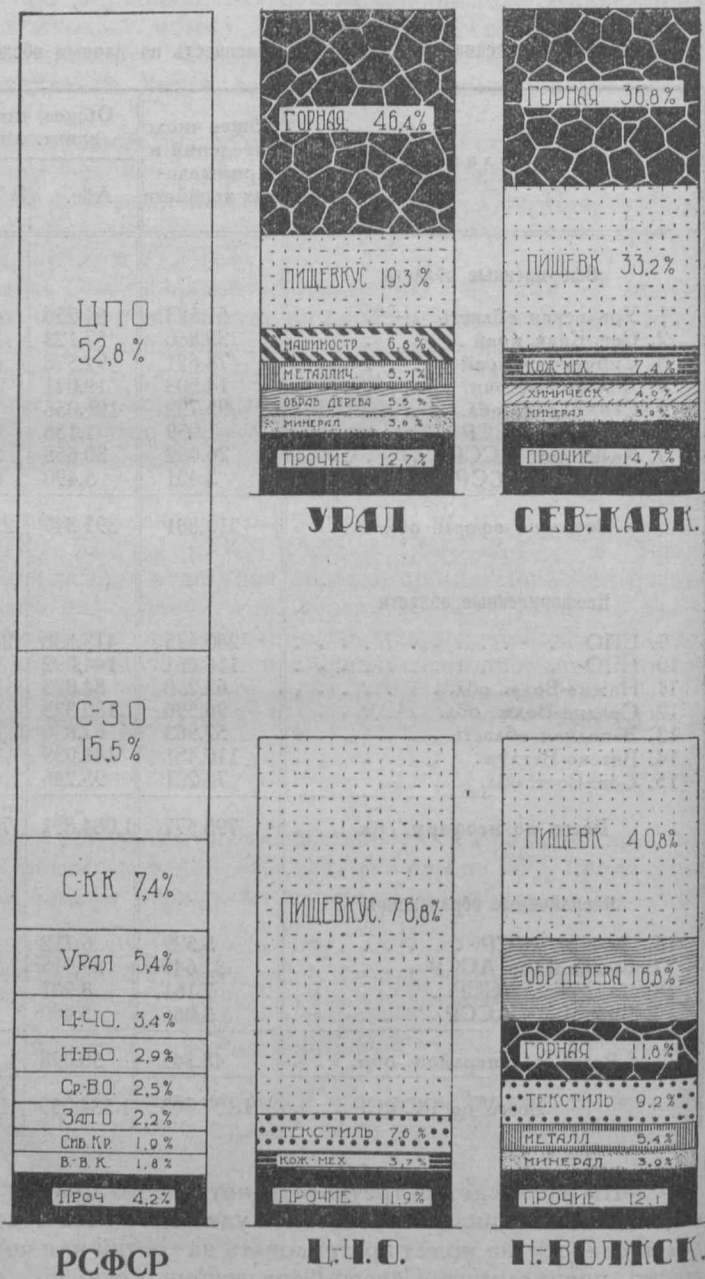 ЦПО
52,8%
С-ЗО
15,5%
С-КК 7,4%
УРАЛ 5,4%
Ц-ЧО. 3.4%
Н-ВО. 2,9%
Ср-ВО. 2,5%
ЗАП.О 2,2%
СИБ.КР. 1,9%
В.-В.К. 1.8%
ПРОЧ 4,2%
РСФСР
ГОРНАЯ 46,4%
ПИЩЕВКУС 19,3%
МАШИНОСТР 6,6%
МЕТАЛЛИЧ. 5,7%
ОБРАБ ДЕРЕВА 5,5%
МИНЕРАЛ 3,8%
ПРОЧИЕ 12,7%
УРАЛ
ГОРНАЯ 36,8%
ПИЩЕВК 33,2%
КОЖ-МЕХ. 7,4%
ХИМИЧЕСК 4,0%
МИНЕРАЛ 3,9%
ПРОЧИЕ 14,7%
СЕВ-КАВК.
ПИЩЕВКУС. 76,8%
ТЕКСТИЛЬ 7,6%
КОЖ-МЕХ 3,7%
ПРОЧИЕ 11,9%
Ц.Ч.О.
ПИЩЕВК 40,8%
ОБР ДЕРЕВА 16,8%
ГОРНАЯ 11,8%
ТЕКСТИЛЬ 9,2%
МЕТАЛЛ 5,4%
МИНЕРАЛ 3,9%
ПРОЧИЕ 12,1
Н.ВОЛЖСК.